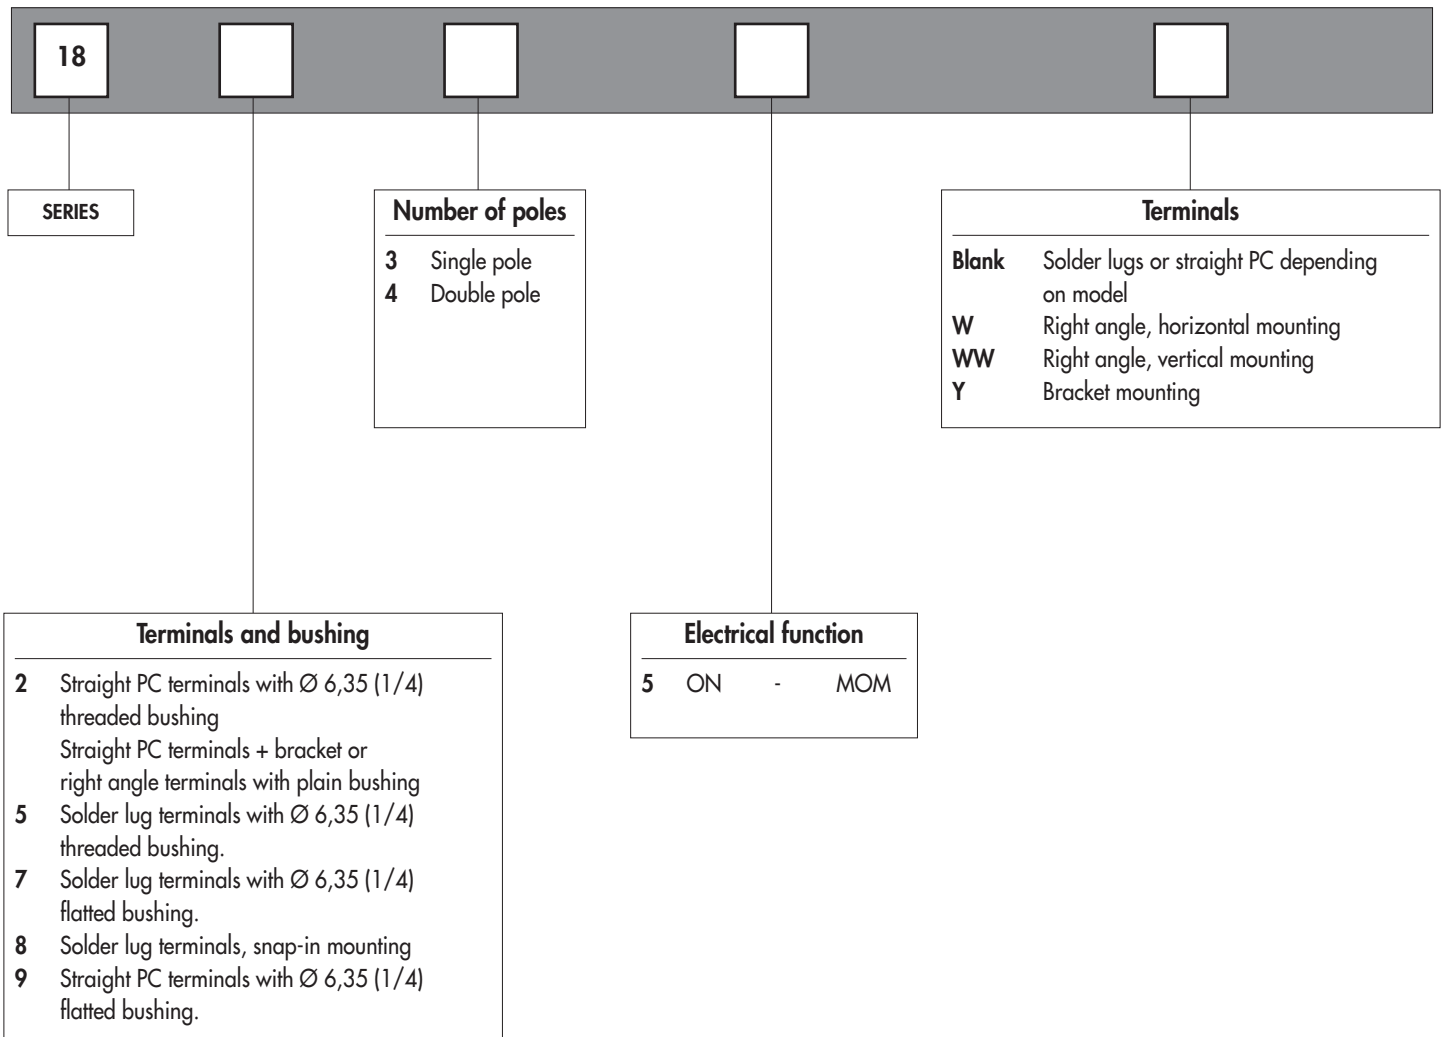 18
SERIES
Number of poles
3 Single pole
4 Double pole
Terminals
Blank Solder lugs or straight PC depending
on model
W Right angle, horizontal mounting
WW Right angle, vertical mounting
Y Bracket mounting
Terminals and bushing
2 Straight PC terminals with Ø 6,35 (1/4)
threaded bushing
Straight PC terminals + bracket or
right angle terminals with plain bushing
5 Solder lug terminals with Ø 6,35 (1/4)
threaded bushing.
7 Solder lug terminals with Ø 6,35 (1/4)
flatted bushing.
8 Solder lug terminals, snap-in mounting
9 Straight PC terminals with Ø 6,35 (1/4)
flatted bushing.
Electrical function
5 ON - MOM